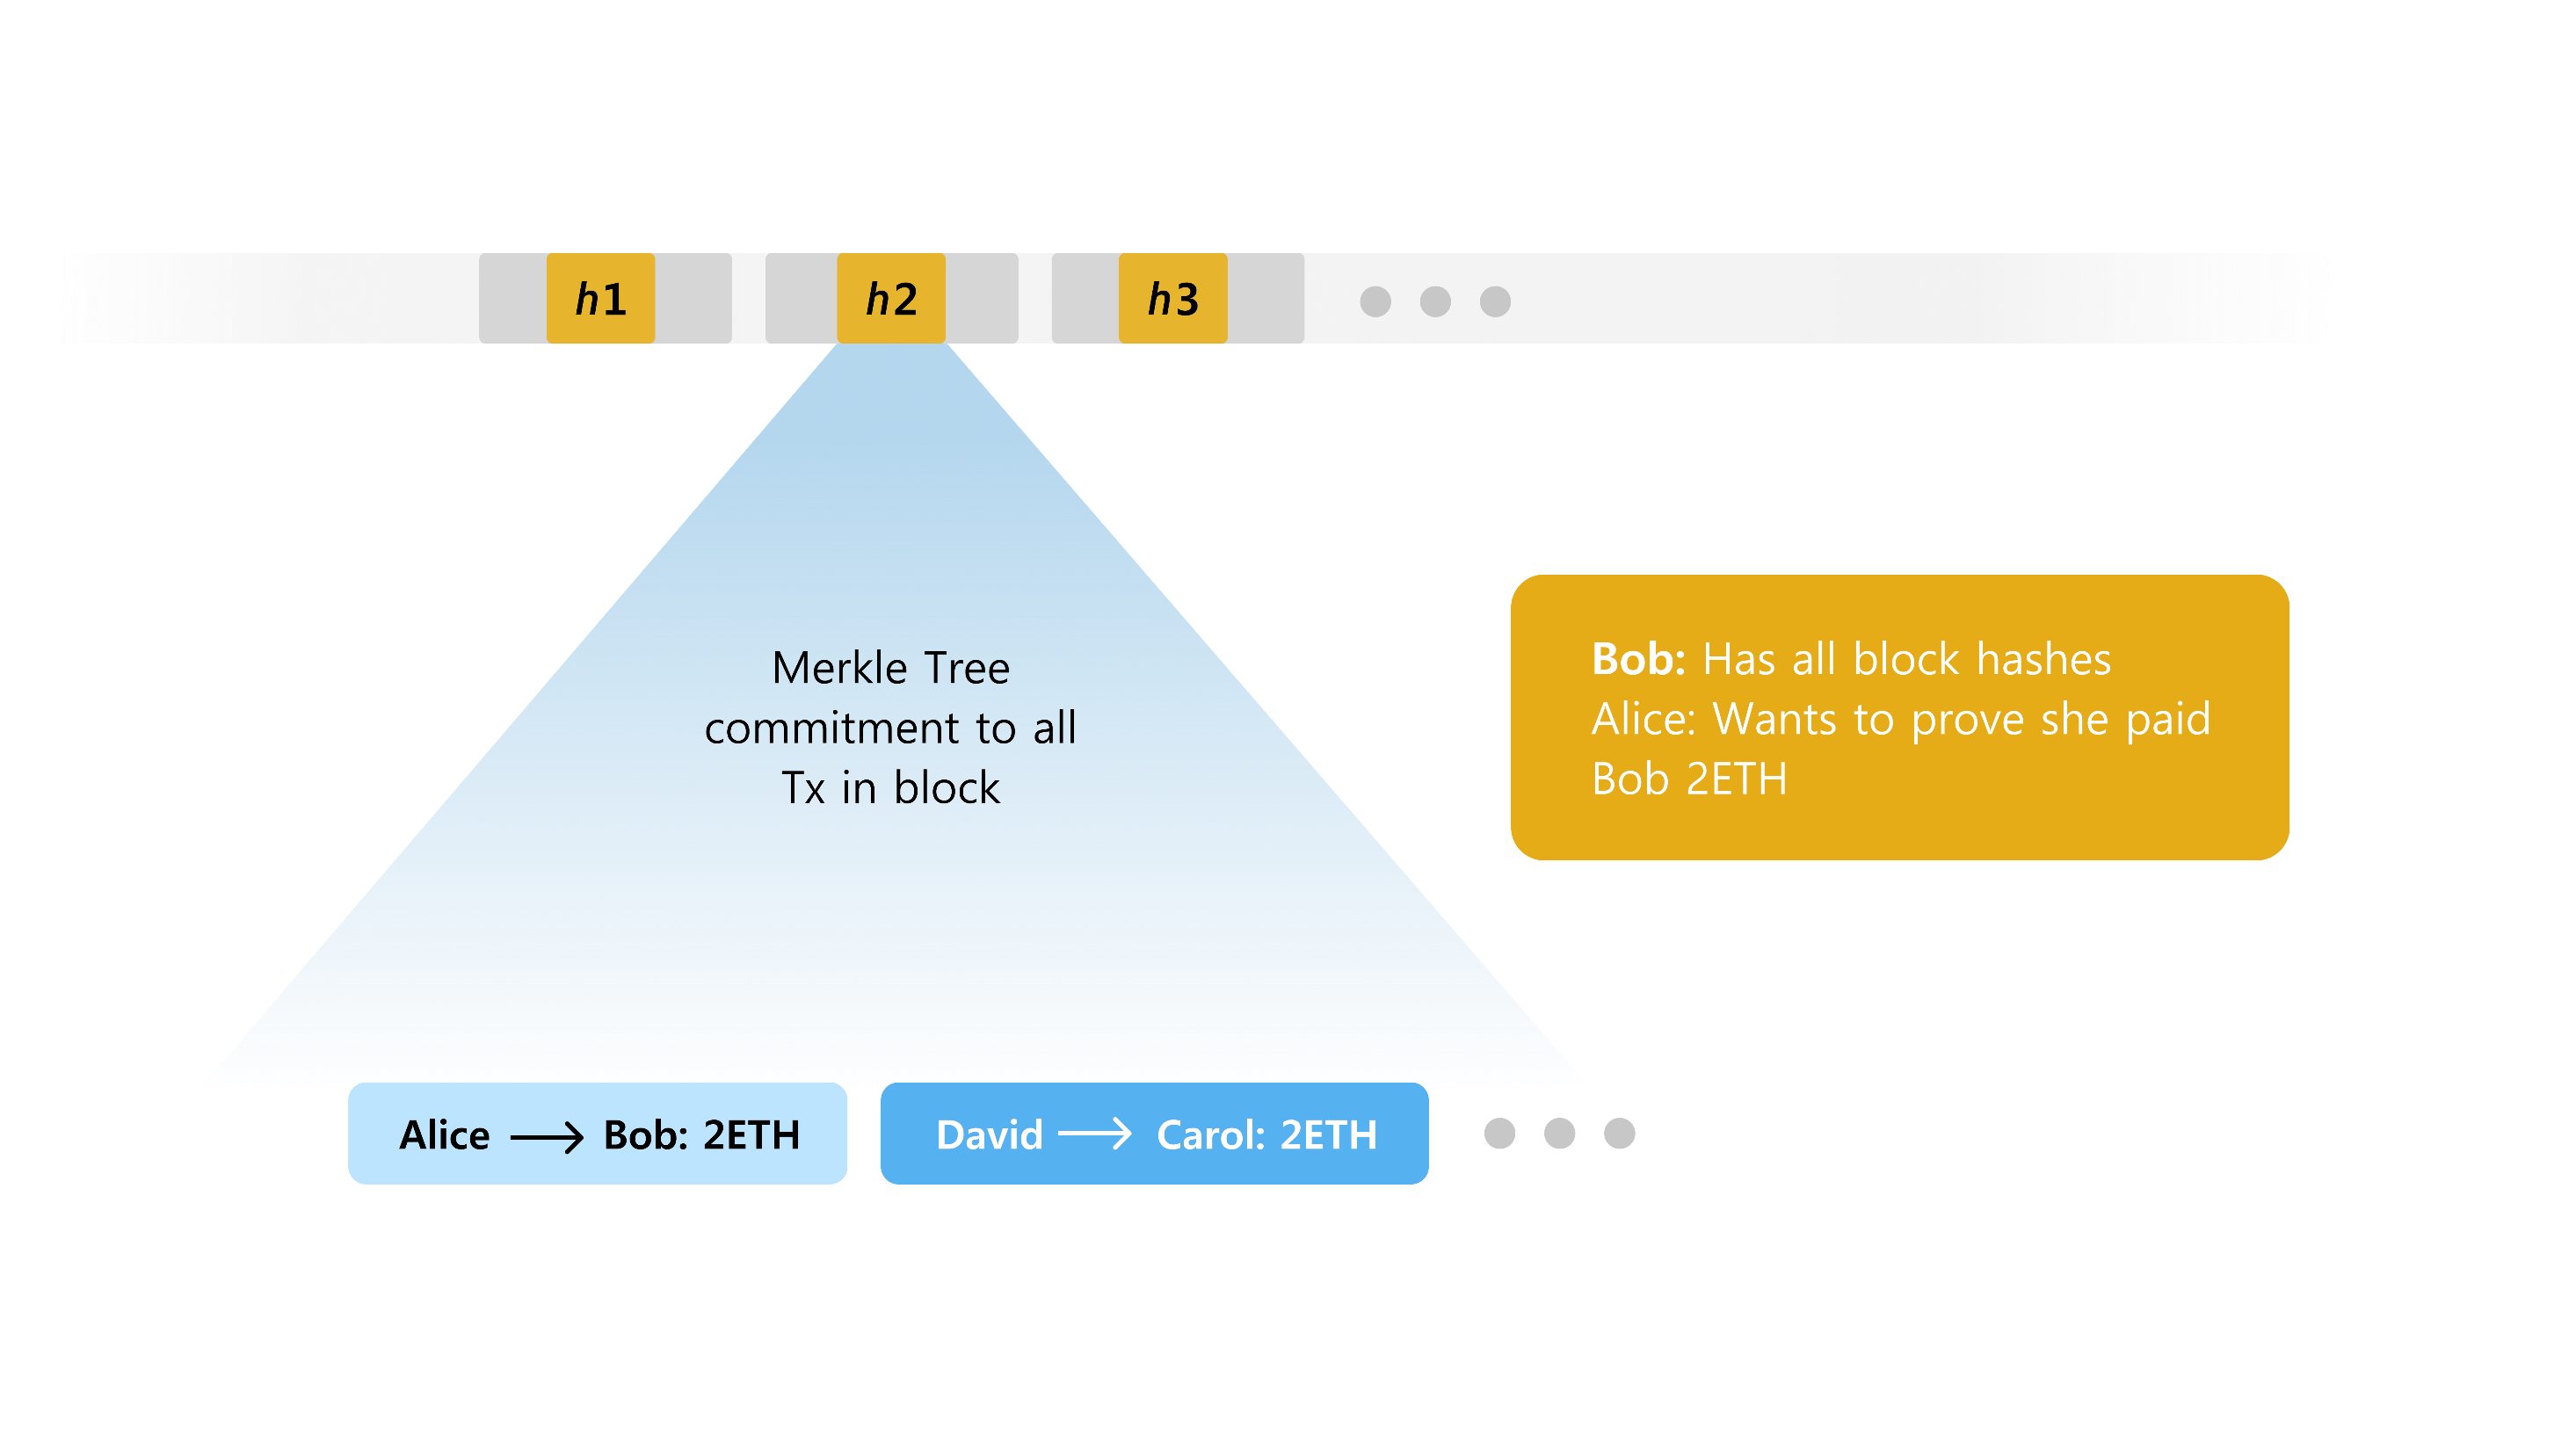 h1 h2 h3
Merkle Tree
commitment to all
Tx in block
Bob: Has all block hashes
Alice: Wants to prove she paid
Bob 2ETH
Alice → Bob: 2ETH
David → Carol: 2ETH